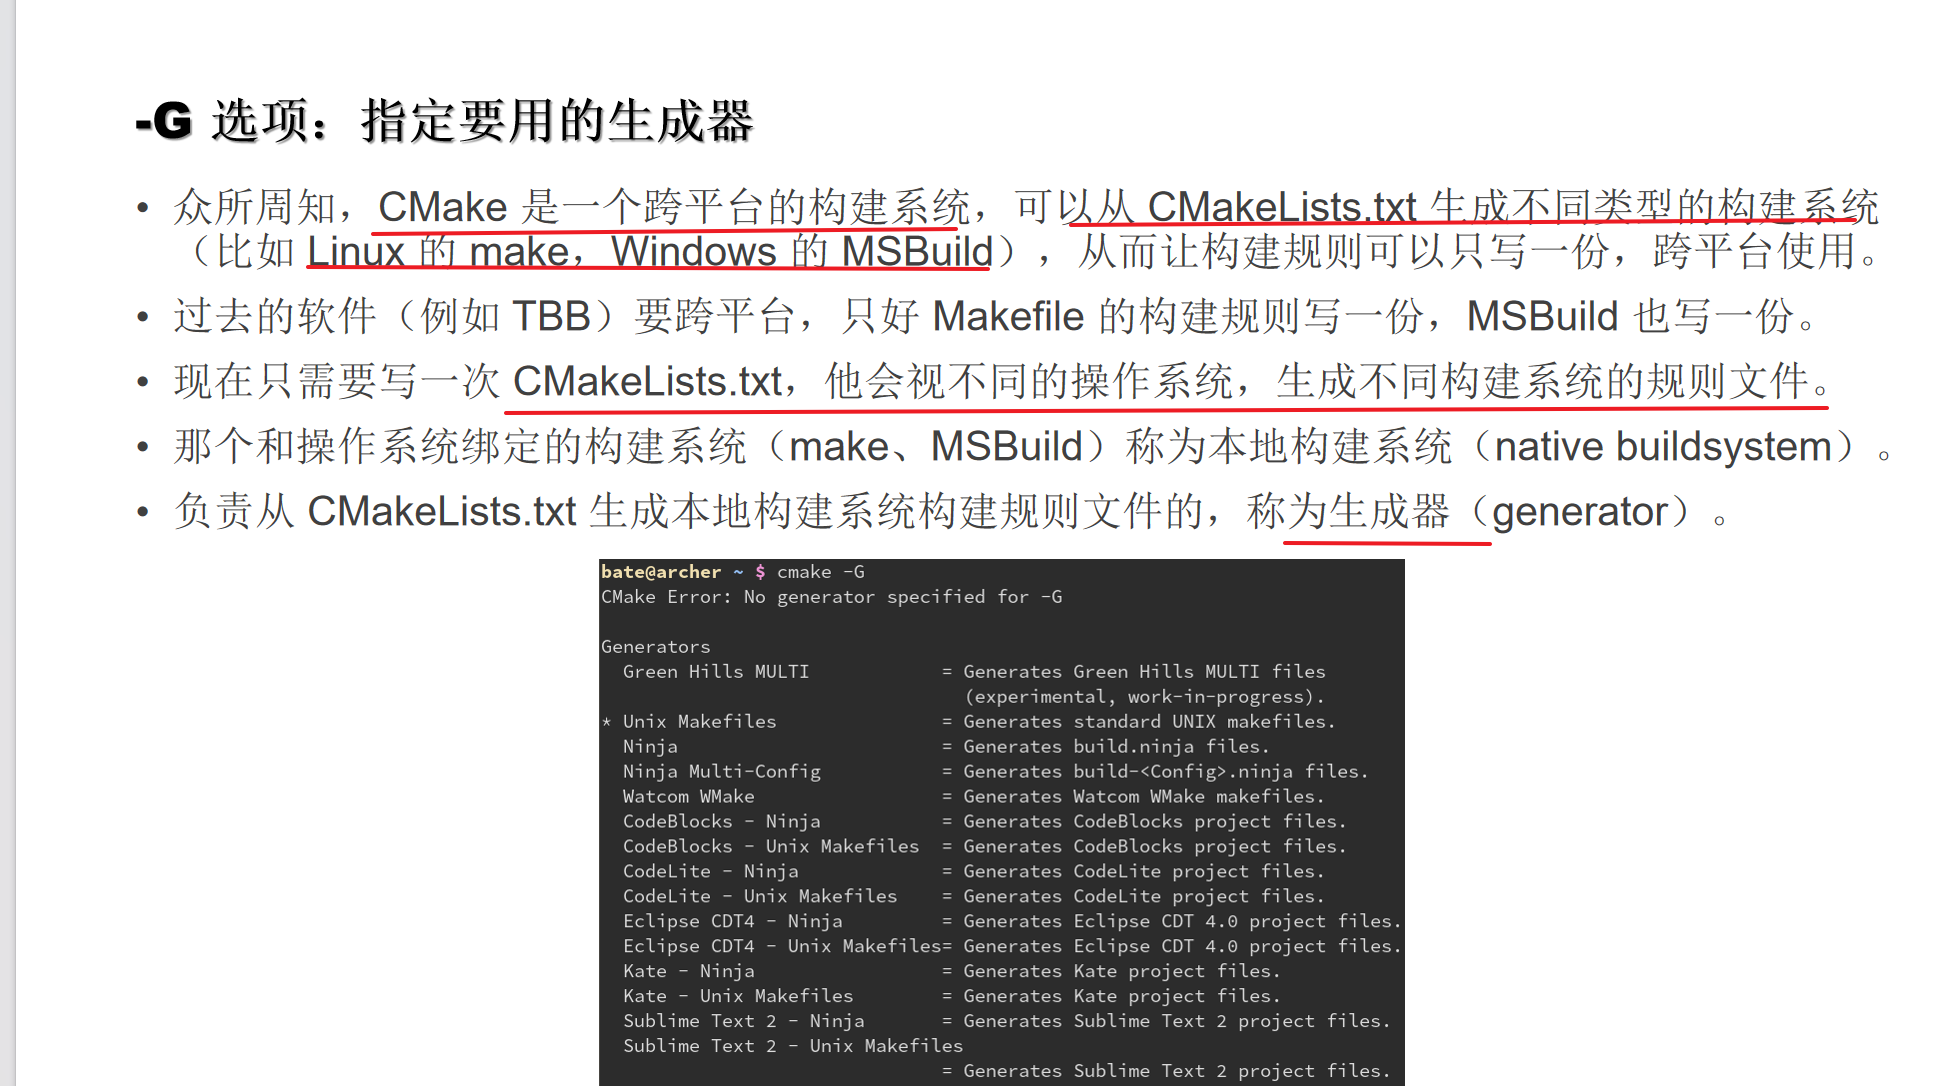 -G 选项：指定要用的生成器
• 众所周知，CMake 是一个跨平台的构建系统，可以从 CMakeLists.txt 生成不同类型的构建系统
（比如 Linux 的 make，Windows 的 MSBuild），从而让构建规则可以只写一份，跨平台使用。
• 过去的软件（例如 TBB）要跨平台，只好 Makefile 的构建规则写一份，MSBuild 也写一份。
• 现在只需要写一次 CMakeLists.txt，他会视不同的操作系统，生成不同构建系统的规则文件。
• 那个和操作系统绑定的构建系统（make、MSBuild）称为本地构建系统（native buildsystem）。
• 负责从 CMakeLists.txt 生成本地构建系统构建规则文件的，称为生成器（generator）。
bate@archer ~ $ cmake -G
CMake Error: No generator specified for -G
Generators
Green Hills MULTI = Generates Green Hills MULTI files
(experimental, work-in-progress).
* Unix Makefiles = Generates standard UNIX makefiles.
Ninja = Generates build.ninja files.
Ninja Multi-Config = Generates build-<Config>.ninja files.
Watcom WMake = Generates Watcom WMake makefiles.
CodeBlocks - Ninja = Generates CodeBlocks project files.
CodeBlocks - Unix Makefiles = Generates CodeBlocks project files.
CodeLite - Ninja = Generates CodeLite project files.
CodeLite - Unix Makefiles = Generates CodeLite project files.
Eclipse CDT4 - Ninja = Generates Eclipse CDT 4.0 project files.
Eclipse CDT4 - Unix Makefiles= Generates Eclipse CDT 4.0 project files.
Kate - Ninja = Generates Kate project files.
Kate - Unix Makefiles = Generates Kate project files.
Sublime Text 2 - Ninja = Generates Sublime Text 2 project files.
Sublime Text 2 - Unix Makefiles
= Generates Sublime Text 2 project files.